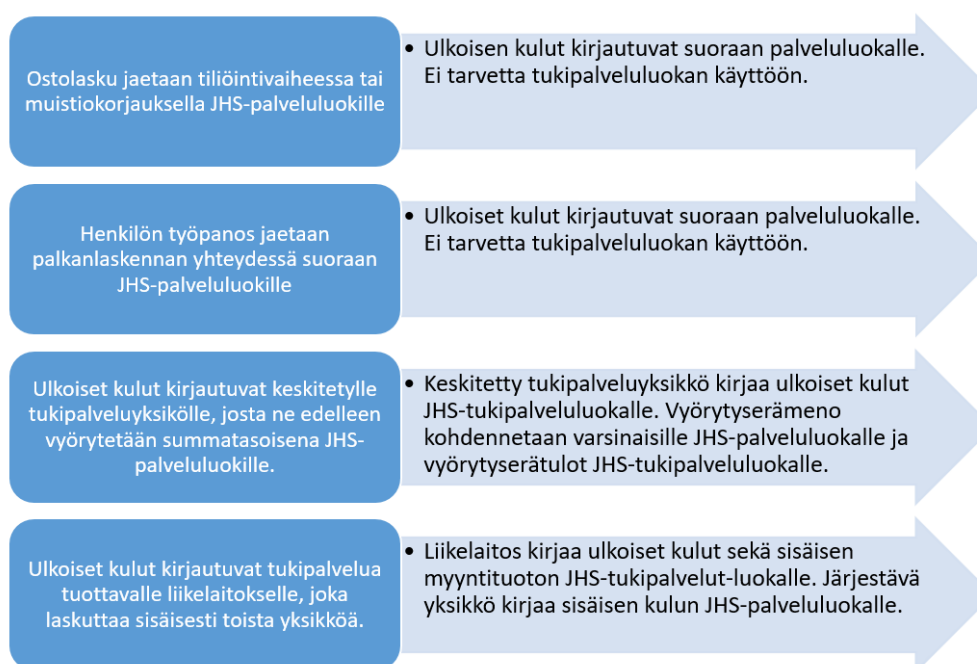 Ostolasku jaetaan tiliöintivaiheessa tai
muistiokorjauksella JHS-palveluluokille
• Ulkoisen kulut kirjautuvat suoraan palveluluokalle.
Ei tarvetta tukipalveluluokan käyttöön.
Henkilön työpanos jaetaan
palkanlaskennan yhteydessä suoraan
JHS-palveluluokille
• Ulkoiset kulut kirjautuvat suoraan palveluluokalle.
Ei tarvetta tukipalveluluokan käyttöön.
Ulkoiset kulut kirjautuvat keskitetylle
tukipalveluyksikölle, josta ne edelleen
vyörytetään summatasoisena JHS-
palveluluokille.
• Keskitetty tukipalveluyksikkö kirjaa ulkoiset kulut
JHS-tukipalveluluokalle. Vyörytyserämeno
kohdennetaan varsinaisille JHS-palveluluokalle ja
vyörytyserätulot JHS-tukipalveluluokalle.
Ulkoiset kulut kirjautuvat tukipalvelua
tuottavalle liikelaitokselle, joka
laskuttaa sisäisesti toista yksikköä.
• Liikelaitos kirjaa ulkoiset kulut sekä sisäisen
myyntituoton JHS-tukipalvelut-luokalle. Järjestävä
yksikkö kirjaa sisäisen kulun JHS-palveluluokalle.